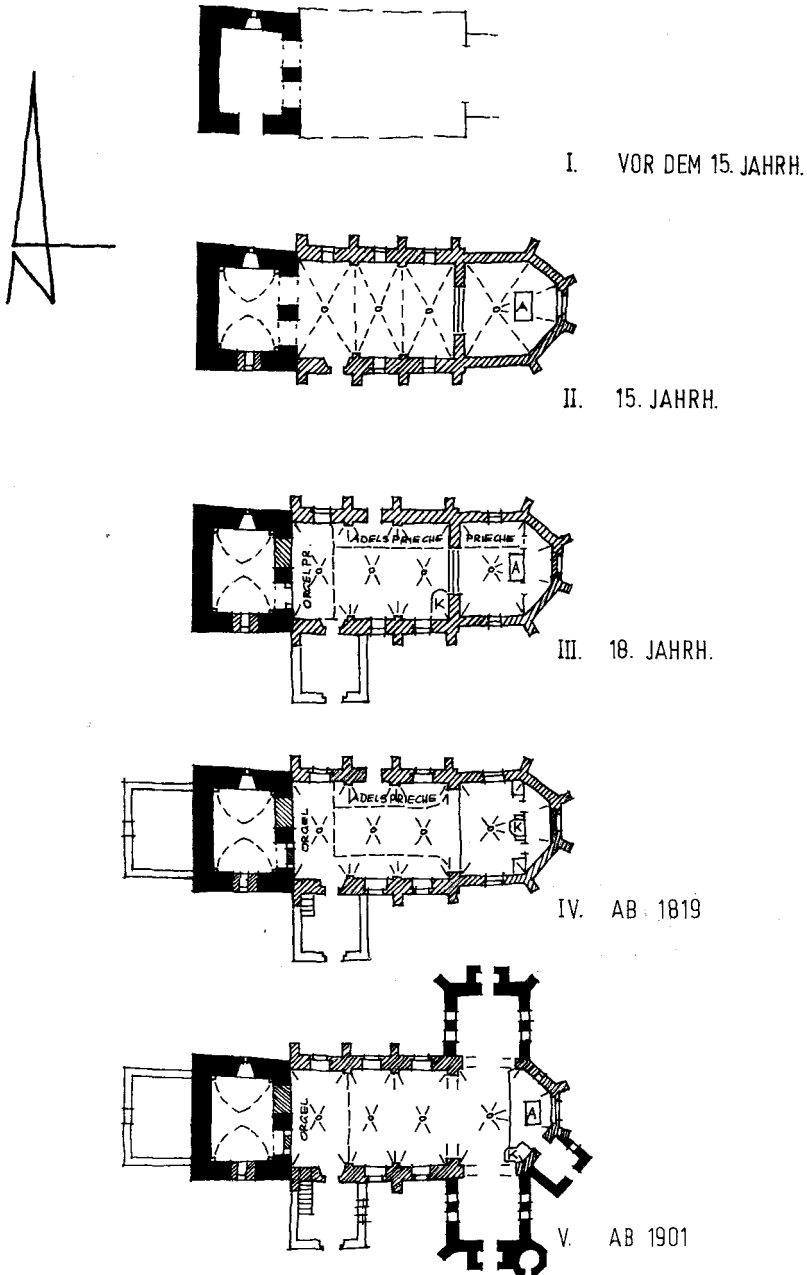 N
I. VOR DEM 15. JAHRH.
A
II. 15. JAHRH.
ADELSPRIECHE PRIECHE
ORGELPR.
A
K
III. 18. JAHRH.
ADELSPRIECHE
ORGEL
K
IV. AB 1819
ORGEL
A
K
V. AB 1901